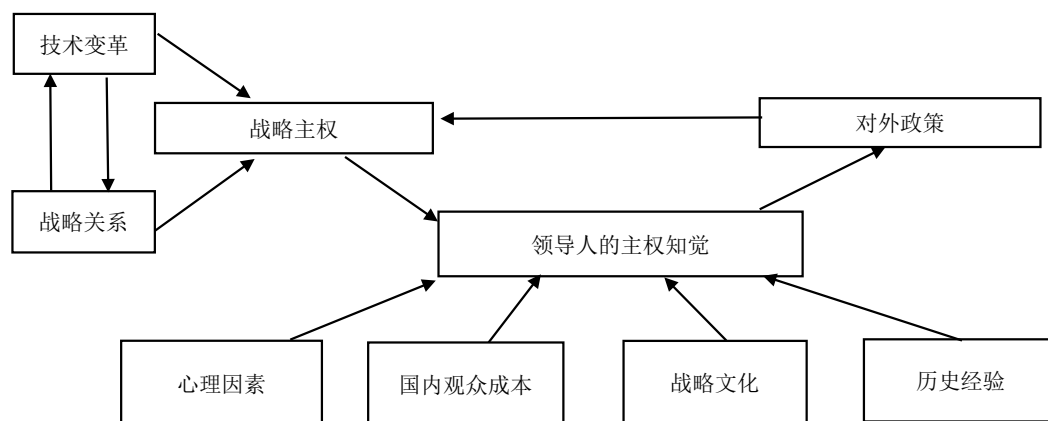 技术变革
战略主权
对外政策
战略关系
领导人的主权知觉
心理因素
国内观众成本
战略文化
历史经验